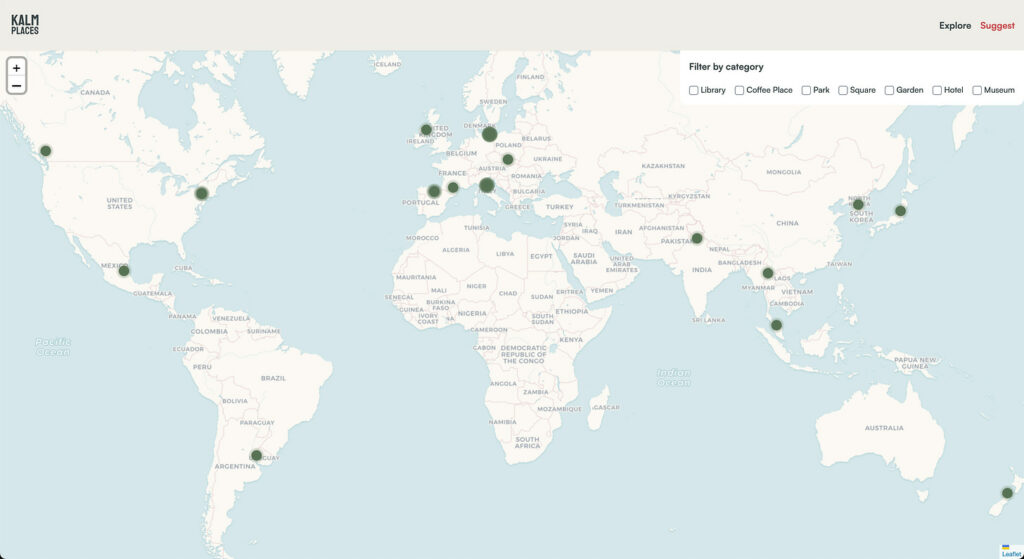 KALM
PLACES
Explore
Suggest
+
−
Filter by category
Library
Coffee Place
Park
Square
Garden
Hotel
Museum
ICELAND
FINLAND
CANADA
SWEDEN
DENMARK
UNITED
KINGDOM
IRELAND
BELARUS
POLAND
BELGIUM
UKRAINE
KAZAKHSTAN
AUSTRIA
FRANCE
MONGOLIA
ROMANIA
ITALY
BULGARIA
KYRGYZSTAN
UNITED
STATES
PORTUGAL
GREECE
TURKEY
TURKMENISTAN
NORTH
KOREA
SOUTH
KOREA
SYRIA
CHINA
TUNISIA
IRAQ
IRAN
AFGHANISTAN
MOROCCO
JORDAN
PAKISTAN
ALGERIA
LIBYA
EGYPT
NEPAL
SAUDI
ARABIA
UNITED
ARAB
EMIRATES
BANGLADESH
TAIWAN
MEXICO
CUBA
INDIA
MAURITANIA
LAOS
MYANMAR
MALI
NIGER
CHAD
SUDAN
ERITREA
YEMEN
VIETNAM
GUATEMALA
SENEGAL
BURKINA
FASO
CAMBODIA
GUINEA
IVORY
COAST
NIGERIA
SOUTH
SUDAN
ETHIOPIA
PANAMA
VENEZUELA
SRI LANKA
COLOMBIA
SURINAME
CAMEROON
Pacific
Ocean
ECUADOR
GABON
DEMOCRATIC
REPUBLIC OF
THE CONGO
KENYA
PERU
PAPUA NEW
GUINEA
BRAZIL
Indian
Ocean
ANGOLA
ZAMBIA
BOLIVIA
MOZAMBIQUE
GASCAR
PARAGUAY
NAMIBIA
AUSTRALIA
SOUTH
AFRICA
UGUAY
ARGENTINA
Leaflet